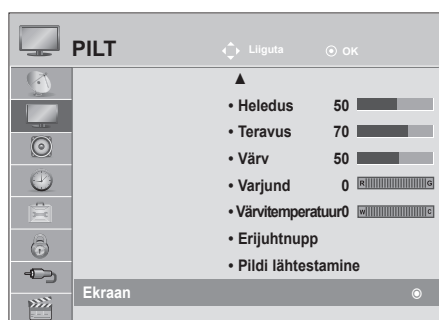 PILT Liiguta OK
• Heledus 50
• Teravus 70
• Värv 50
• Varjund 0 R G
• Värvitemperatuur0 W C
• Erijuhtnupp
• Pildi lähtestamine
Ekraan